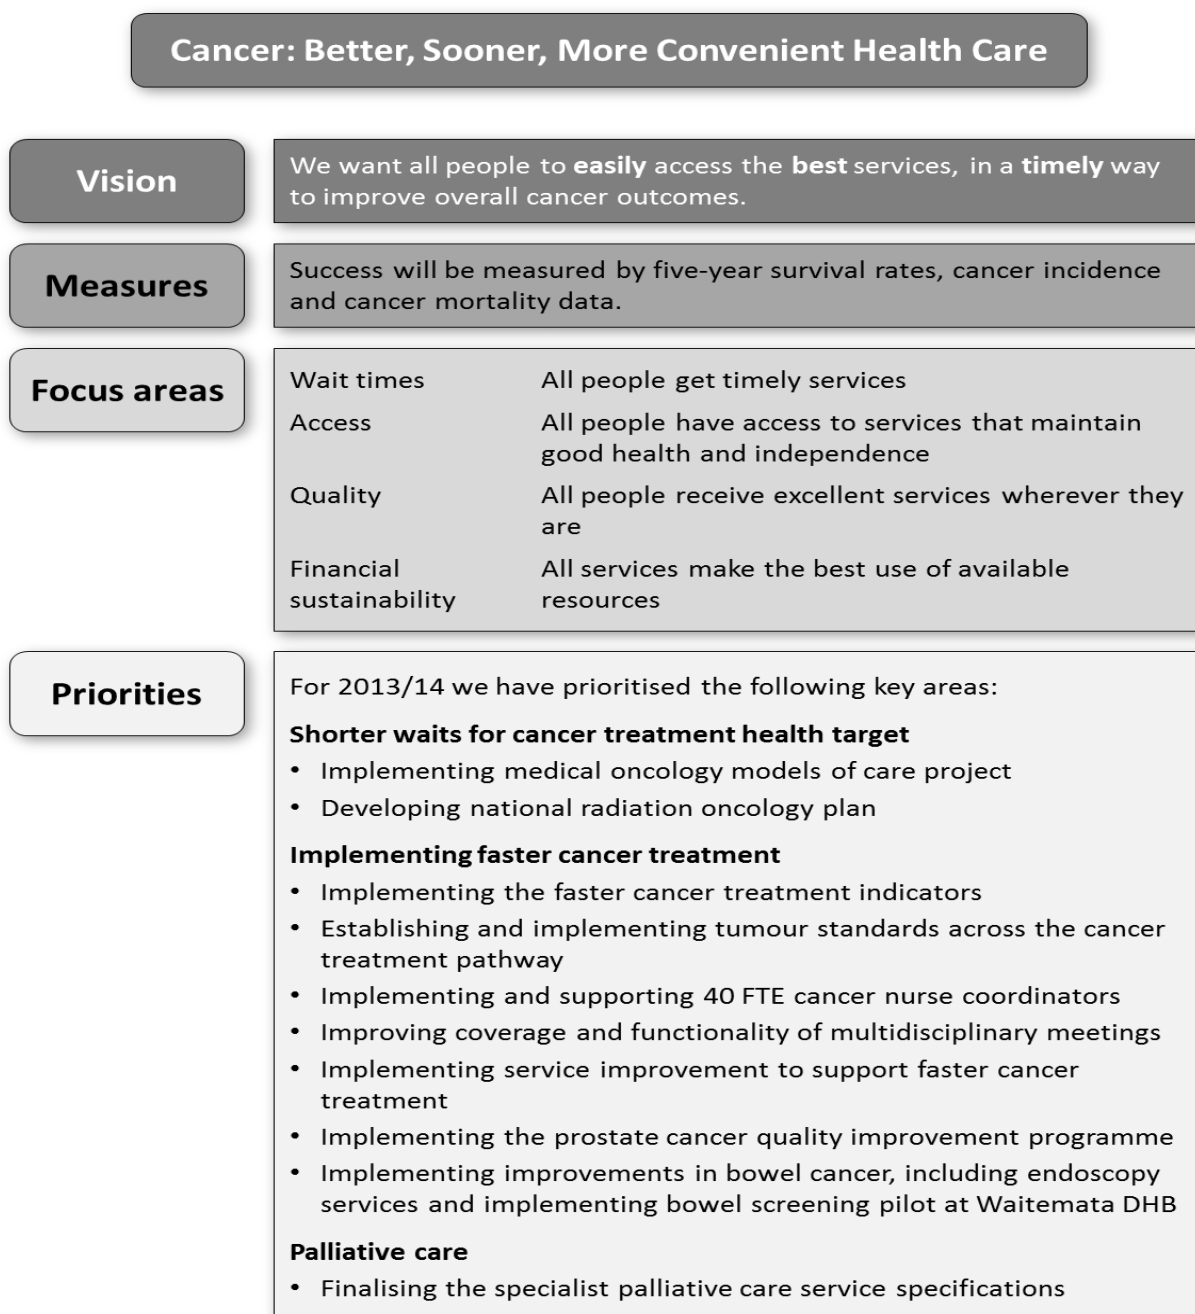 Cancer: Better, Sooner, More Convenient Health Care
Vision
We want all people to easily access the best services, in a timely way
to improve overall cancer outcomes.
Measures
Success will be measured by five-year survival rates, cancer incidence
and cancer mortality data.
Focus areas
Wait times All people get timely services
Access All people have access to services that maintain
good health and independence
Quality All people receive excellent services wherever they
are
Financial All services make the best use of available
sustainability resources
Priorities
For 2013/14 we have prioritised the following key areas:
Shorter waits for cancer treatment health target
• Implementing medical oncology models of care project
• Developing national radiation oncology plan
Implementing faster cancer treatment
• Implementing the faster cancer treatment indicators
• Establishing and implementing tumour standards across the cancer
treatment pathway
• Implementing and supporting 40 FTE cancer nurse coordinators
• Improving coverage and functionality of multidisciplinary meetings
• Implementing service improvement to support faster cancer
treatment
• Implementing the prostate cancer quality improvement programme
• Implementing improvements in bowel cancer, including endoscopy
services and implementing bowel screening pilot at Waitemata DHB
Palliative care
• Finalising the specialist palliative care service specifications